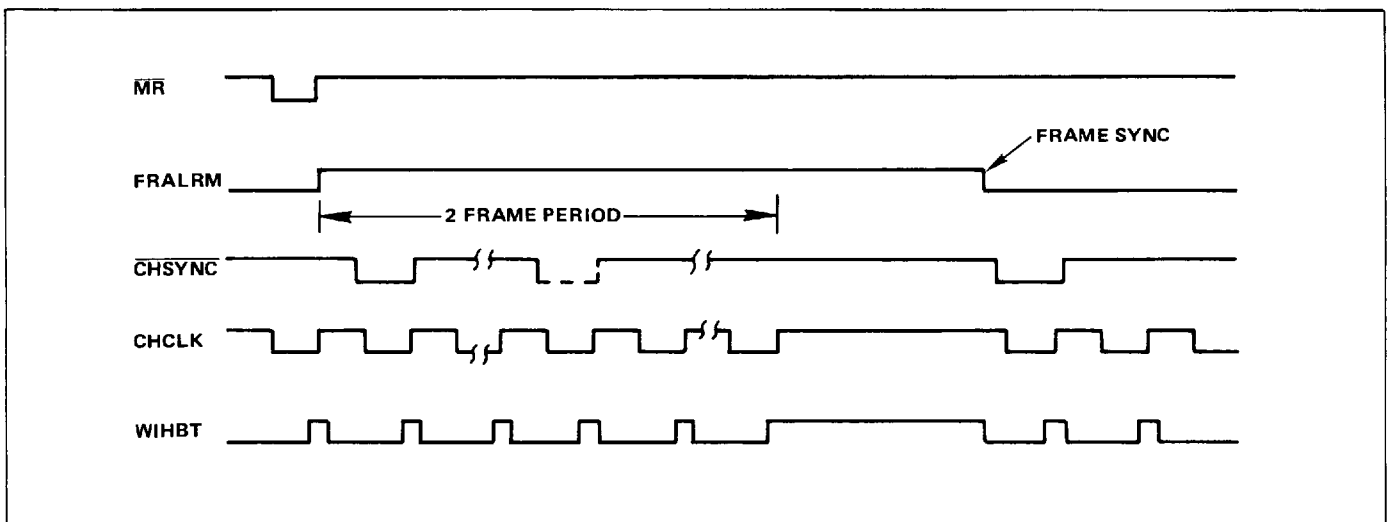 MR
FRAME SYNC
FRALRM
2 FRAME PERIOD
CHSYNC
CHCLK
WIHBT